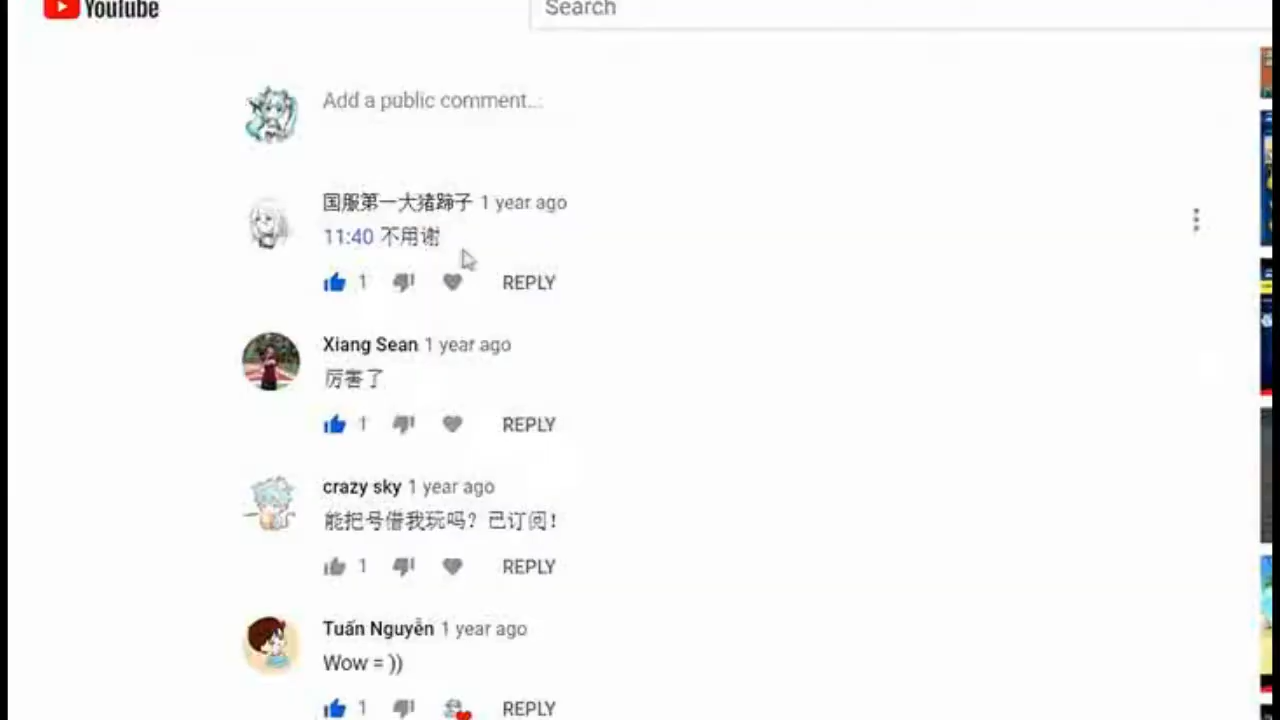 YouTube
Search
Add a public comment...
国服第一大猪蹄子 1 year ago
11:40 不用谢
1
REPLY
Xiang Sean 1 year ago
厉害了
1
REPLY
crazy sky 1 year ago
能把号借我玩吗？已订阅！
1
REPLY
Tuấn Nguyễn 1 year ago
Wow = ))
1
REPLY